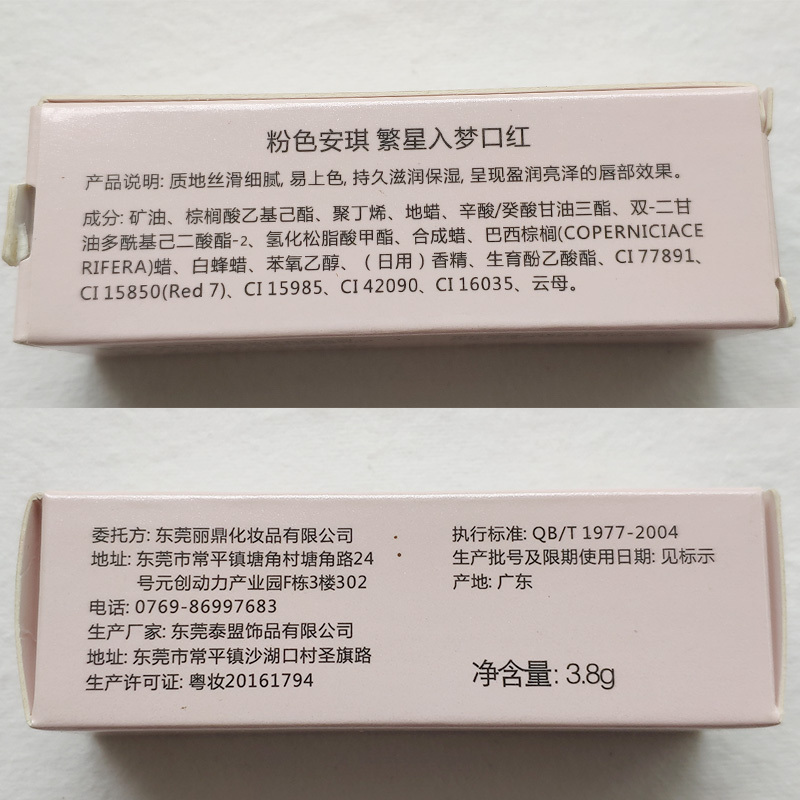 粉色安琪 繁星入梦口红
产品说明: 质地丝滑细腻, 易上色, 持久滋润保湿, 呈现盈润亮泽的唇部效果。
成分: 矿油、棕榈酸乙基己酯、聚丁烯、地蜡、辛酸/癸酸甘油三酯、双-二甘
油多酰基己二酸酯-2、氢化松脂酸甲酯、合成蜡、巴西棕榈(COPERNICIACE
RIFERA)蜡、白蜂蜡、苯氧乙醇、（日用）香精、生育酚乙酸酯、CI 77891、
CI 15850(Red 7)、CI 15985、CI 42090、CI 16035、云母。
委托方: 东莞丽鼎化妆品有限公司
地址: 东莞市常平镇塘角村塘角路24
号元创动力产业园F栋3楼302
电话: 0769-86997683
生产厂家: 东莞泰盟饰品有限公司
地址: 东莞市常平镇沙湖口村圣旗路
生产许可证: 粤妆20161794
执行标准: QB/T 1977-2004
生产批号及限期使用日期: 见标示
产地: 广东
净含量: 3.8g